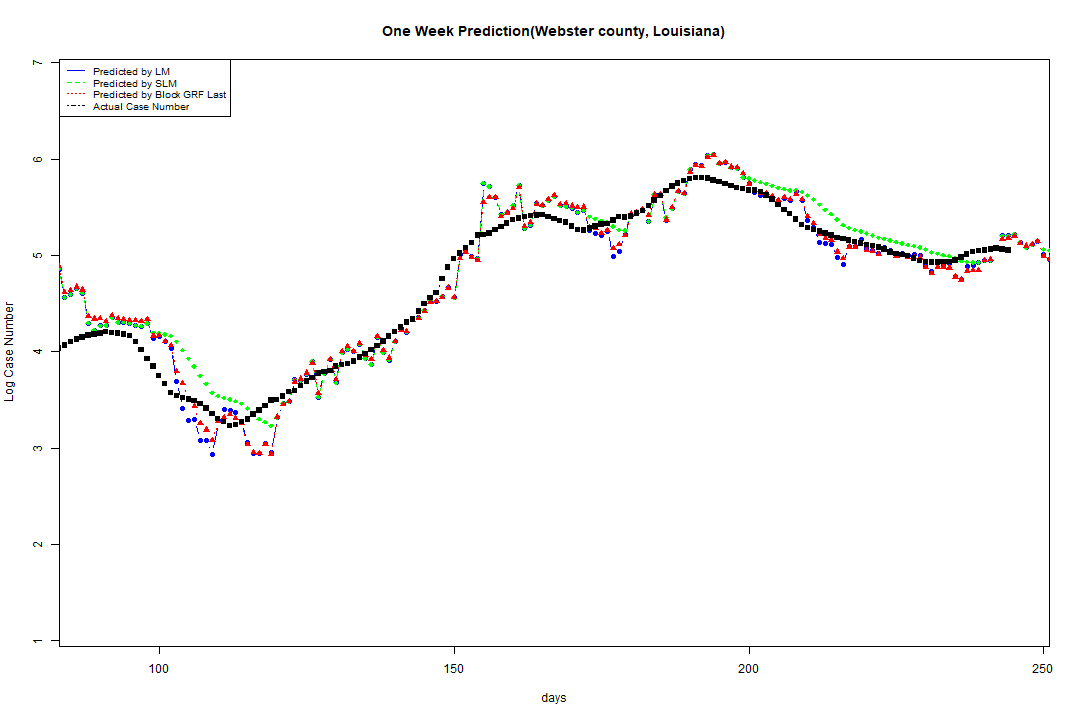 One Week Prediction(Webster county, Louisiana)
Predicted by LM
Predicted by SLM
Predicted by Block GRF Last
Actual Case Number
7
6
5
4
3
2
1
Log Case Number
100 150 200 250
days